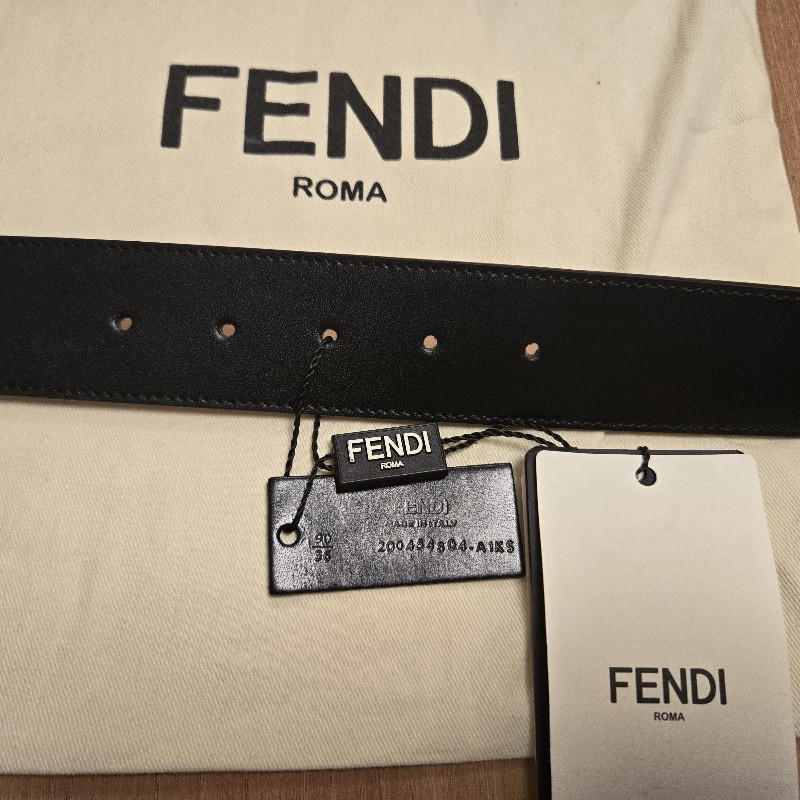 FENDI
ROMA
FENDI
ROMA
FENDI
MADE IN ITALY
90
36
200454804-A1KS
FENDI
ROMA